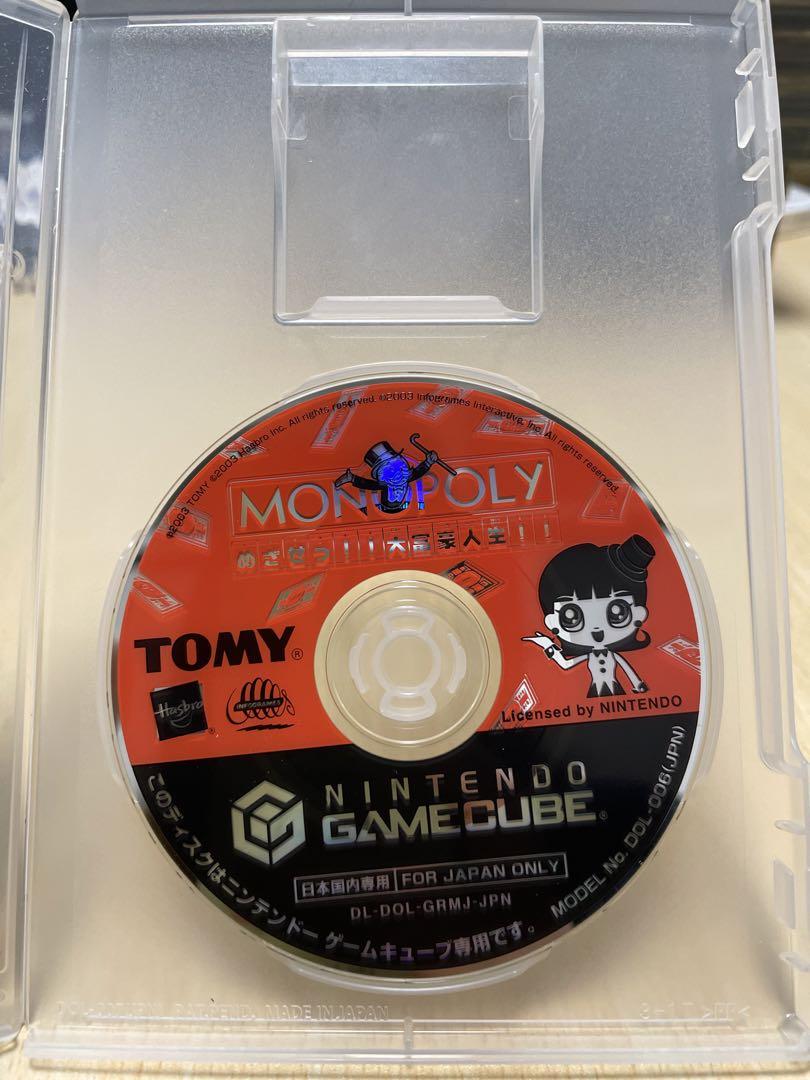 ©2003 TOMY ©2003 Hasbro Inc. All rights reserved. ©2003 Infogrames Interactive, Inc. All rights reserved.
MONOPOLY
めざせっ!!大富豪人生!!
TOMY®
Hasbro
INFOGRAMES
Licensed by NINTENDO
NINTENDO
GAMECUBE®
日本国内専用 FOR JAPAN ONLY
DL-DOL-GRMJ-JPN
このディスクはニンテンドー ゲームキューブ専用です。
MODEL No. DOL-006(JPN)
MADE IN JAPAN
>PP<